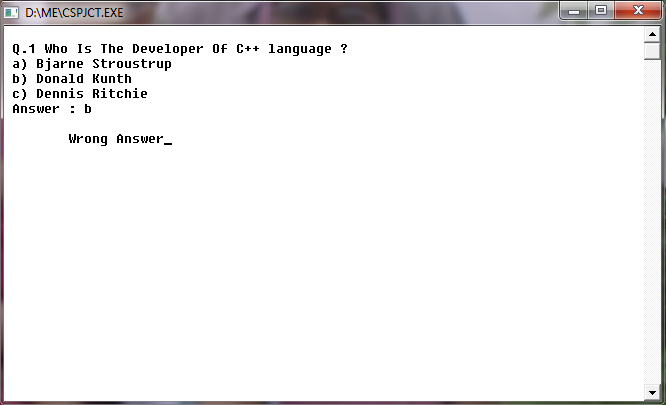 D:\ME\CSPJCT.EXE
Q.1 Who Is The Developer Of C++ language ?
a) Bjarne Stroustrup
b) Donald Kunth
c) Dennis Ritchie
Answer : b
Wrong Answer_